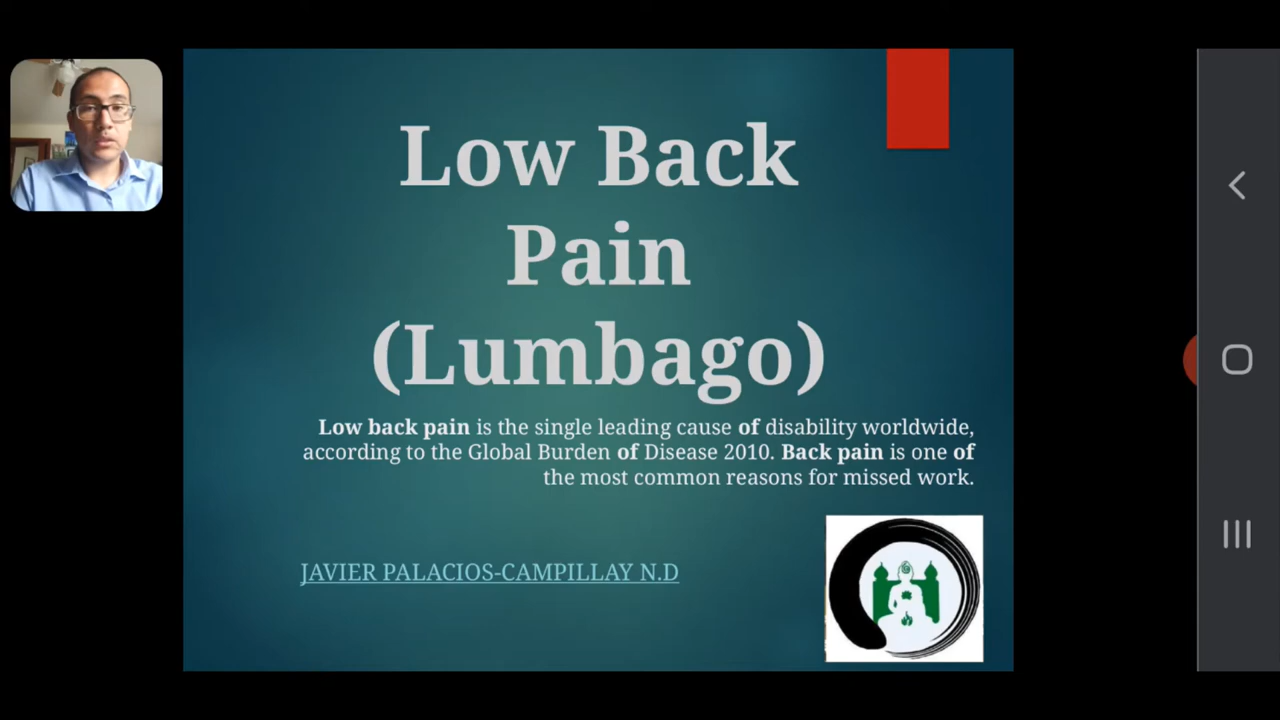 Low Back
Pain
(Lumbago)
Low back pain is the single leading cause of disability worldwide,
according to the Global Burden of Disease 2010. Back pain is one of
the most common reasons for missed work.
JAVIER PALACIOS-CAMPILLAY N.D